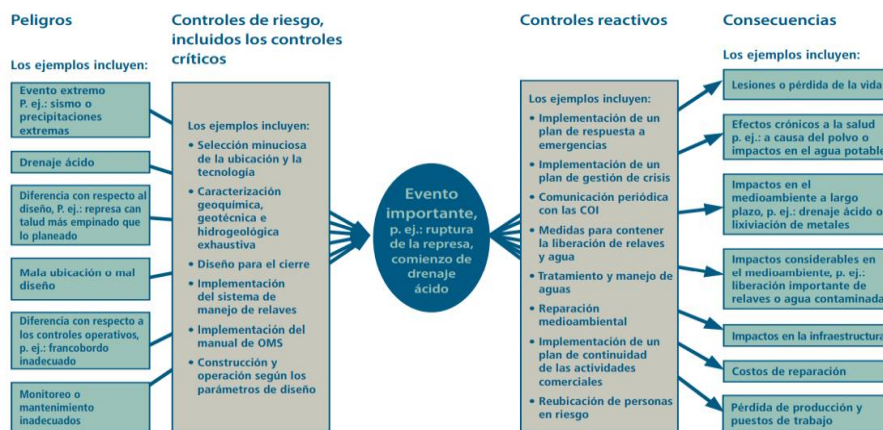 Peligros
Los ejemplos incluyen:
Evento extremo
P. ej.: sismo o
precipitaciones
extremas
Drenaje ácido
Diferencia con respecto al
diseño, P. ej.: represa can
talud más empinado que
lo planeado
Mala ubicación o mal
diseño
Diferencia con respecto a
los controles operativos,
p. ej.: francobordo
inadecuado
Monitoreo o
mantenimiento
inadecuados
Controles de riesgo,
incluidos los controles
críticos
Los ejemplos incluyen:
• Selección minuciosa
de la ubicación y la
tecnología
• Caracterización
geoquímica,
geotécnica e
hidrogeológica
exhaustiva
• Diseño para el cierre
• Implementación
del sistema de
manejo de relaves
• Implementación del
manual de OMS
• Construcción y
operación según los
parámetros de diseño
Evento
importante,
p. ej.: ruptura
de la represa,
comienzo de
drenaje
ácido
Controles reactivos
Los ejemplos incluyen:
• Implementación de un
plan de respuesta a
emergencias
• Implementación de un
plan de gestión de crisis
• Comunicación periódica
con las COI
• Medidas para contener
la liberación de relaves
y agua
• Tratamiento y manejo de
aguas
• Reparación
medioambiental
• Implementación de un
plan de continuidad
de las actividades
comerciales
• Reubicación de personas
en riesgo
Consecuencias
Los ejemplos incluyen:
Lesiones o pérdida de la vida
Efectos crónicos a la salud
p. ej.: a causa del polvo o
impactos en el agua potable
Impactos en el
medioambiente a largo
plazo, p. ej.: drenaje ácido o
lixiviación de metales
Impactos considerables en
el medioambiente, p. ej.:
liberación importante de
relaves o agua contaminada
Impactos en la infraestructura
Costos de reparación
Pérdida de producción y
puestos de trabajo